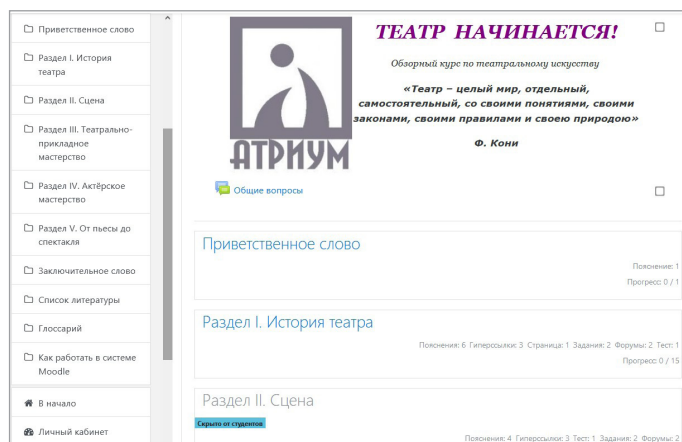 Приветственное слово
Раздел I. История
театра
Раздел II. Сцена
Раздел III. Театрально-
прикладное
мастерство
Раздел IV. Актёрское
мастерство
Раздел V. От пьесы до
спектакля
Заключительное слово
Список литературы
Глоссарий
Как работать в системе
Moodle
В начало
Личный кабинет
АТРИУМ
ТЕАТР НАЧИНАЕТСЯ!
Обзорный курс по театральному искусству
«Театр – целый мир, отдельный,
самостоятельный, со своими понятиями, своими
законами, своими правилами и своею природою»
Ф. Кони
Общие вопросы
Приветственное слово
Пояснение: 1
Прогресс: 0 / 1
Раздел I. История театра
Пояснения: 6 Гиперссылки: 3 Страница: 1 Задания: 2 Форумы: 2 Тест: 1
Прогресс: 0 / 15
Раздел II. Сцена
Скрыто от студентов
Пояснения: 4 Гиперссылки: 3 Тест: 1 Задания: 2 Форумы: 2